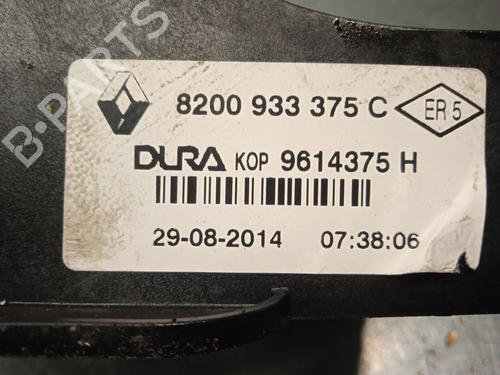 8200 933 375 C ER 5
DURA KOP 9614375 H
29-08-2014 07:38:06
B-PARTS